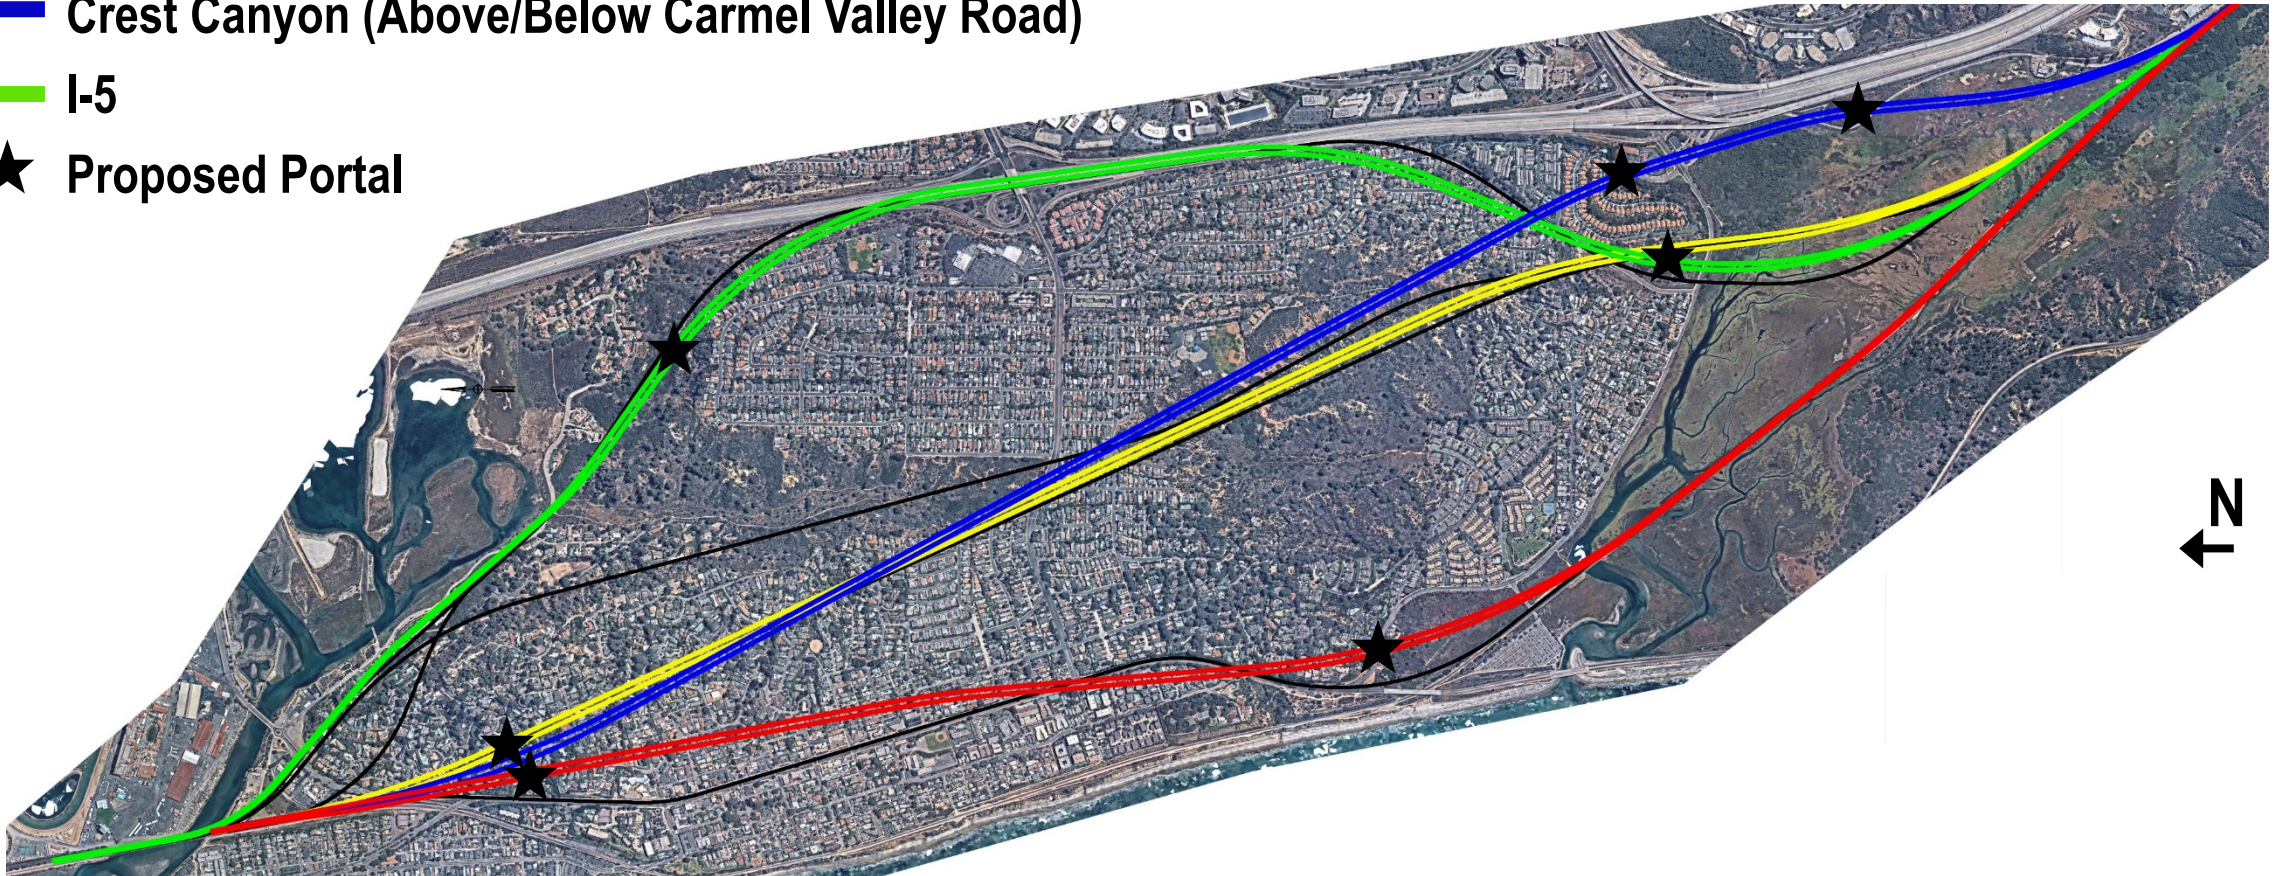 Crest Canyon (Above/Below Carmel Valley Road)
I-5
Proposed Portal
N